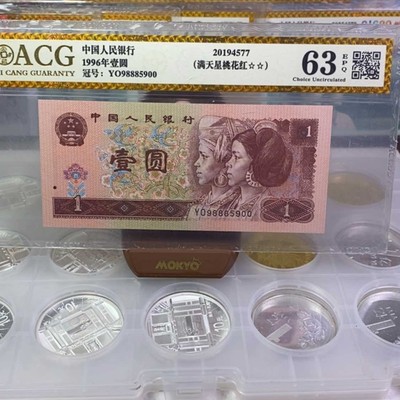 ACG
CANG GUARANTY
中国人民银行
1996年壹圆
冠号：YO98885900
20194577
（满天星桃花红☆☆）
63 EPQ
Choice Uncirculated
中国人民银行
1
壹圆
1
YO98885900
1
MOKYO